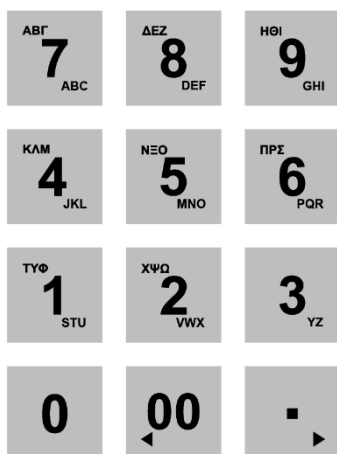 ΑΒΓ ΔΕΖ ΗΘΙ
7 8 9
ABC DEF GHI
ΚΛΜ ΝΞΟ ΠΡΣ
4 5 6
JKL MNO PQR
ΤΥΦ ΧΨΩ
1 2 3
STU VWX YZ
0 00 .